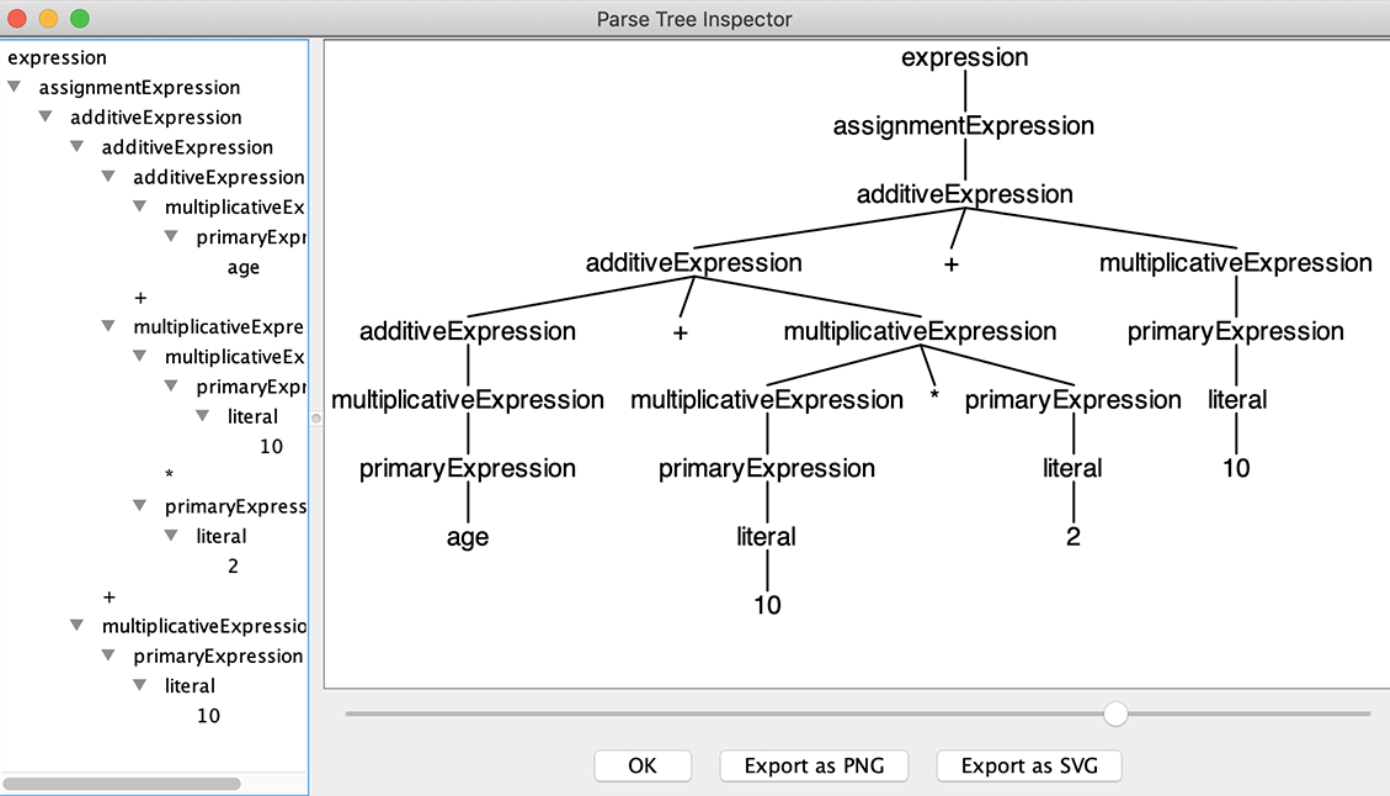 Parse Tree Inspector
expression
assignmentExpression
additiveExpression
additiveExpression
additiveExpression
multiplicativeEx
primaryExpr
age
+
multiplicativeExpre
multiplicativeEx
primaryExpr
literal
10
*
primaryExpress
literal
2
+
multiplicativeExpressio
primaryExpression
literal
10
expression
assignmentExpression
additiveExpression
additiveExpression + multiplicativeExpression
additiveExpression + multiplicativeExpression primaryExpression
multiplicativeExpression multiplicativeExpression * primaryExpression literal
primaryExpression primaryExpression literal 10
age literal 2
10
OK Export as PNG Export as SVG